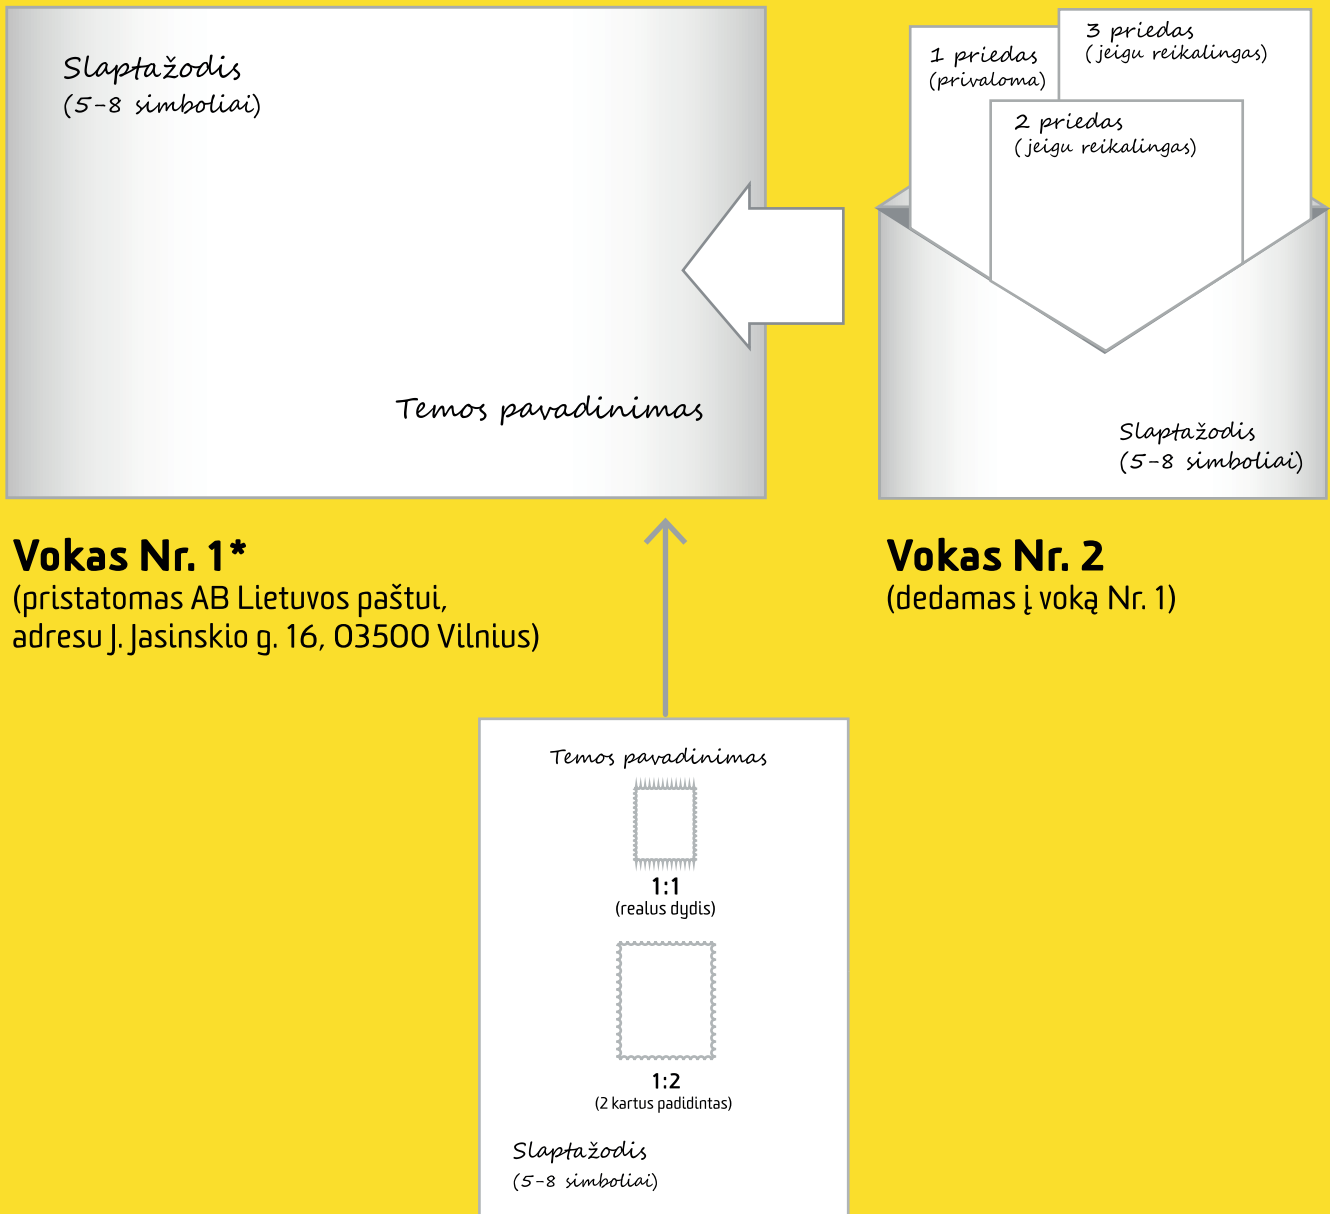 Slaptažodis
(5-8 simboliai)
Temos pavadinimas
1 priedas
(privaloma)
3 priedas
(jeigu reikalingas)
2 priedas
(jeigu reikalingas)
Slaptažodis
(5-8 simboliai)
Vokas Nr. 1*
(pristatomas AB Lietuvos paštui,
adresu J. Jasinskio g. 16, 03500 Vilnius)
Vokas Nr. 2
(dedamas į voką Nr. 1)
Temos pavadinimas
1:1
(realus dydis)
1:2
(2 kartus padidintas)
Slaptažodis
(5-8 simboliai)